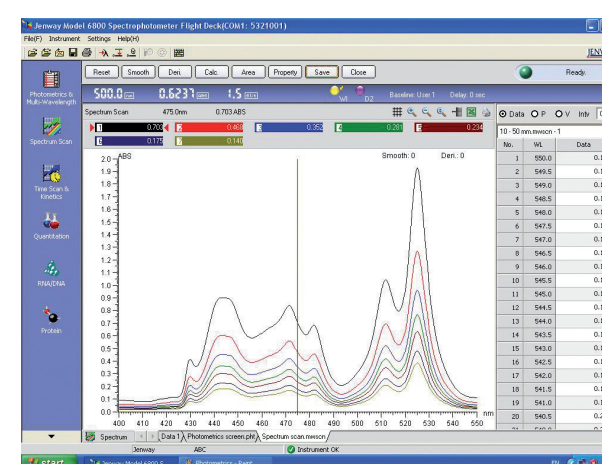 Jenway Model 6800 Spectrophotometer Flight Deck(COM1: 5321001)
File(F) Instrument Settings Help(H)
Reset Smooth Deri. Calc. Area Property Save Close Ready.
Photometrics & Multi-Wavelength
500.0 nm 0.6237 1.5 WI D2 Baseline: User 1 Delay: 0 sec
Spectrum Scan 475.0nm 0.703ABS
Data P V Intv
1 0.703 2 0.468 3 0.352 4 0.281 5 0.234
6 0.175 7 0.140
10 - 50 mm.mwscn - 1
No. WL Data
ABS Smooth: 0 Deri.: 0
2.0
1.9
1.8
1.7
1.6
1.5
1.4
1.3
1.2
1.1
1.0
0.9
0.8
0.7
0.6
0.5
0.4
0.3
0.2
0.1
0.0
400 410 420 430 440 450 460 470 480 490 500 510 520 530 540 550 nm
Spectrum Scan
Time Scan & Kinetics
Quantitation
RNA/DNA
Protein
1 550.0
2 549.5
3 549.0
4 548.5
5 548.0
6 547.5
7 547.0
8 546.5
9 546.0
10 545.5
11 545.0
12 544.5
13 544.0
14 543.5
15 543.0
16 542.5
17 542.0
18 541.5
19 541.0
20 540.5
Spectrum Data 1 Photometrics screen.pht Spectrum scan.mwscn
Jenway ABC Instrument OK
start EN